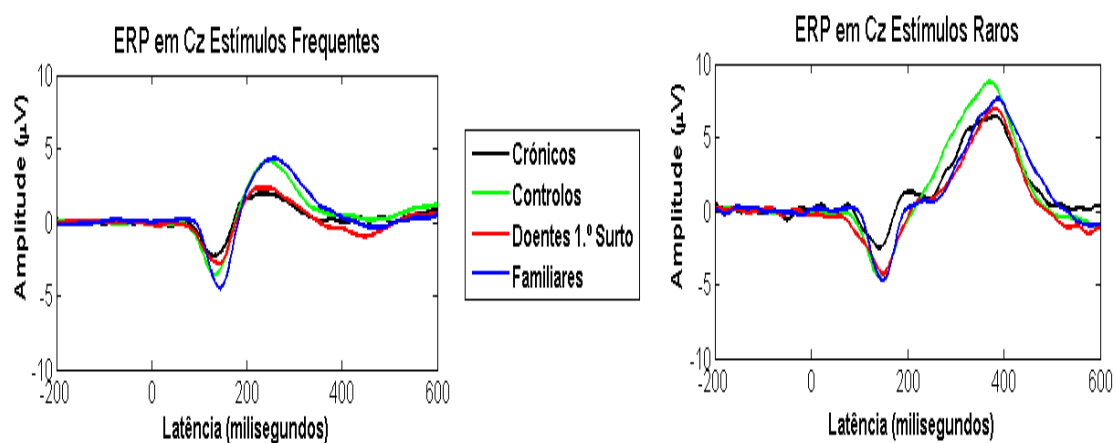 ERP em Cz Estímulos Frequentes
Amplitude (µV)
10
5
0
-5
-10
-200
0
200
400
600
Latência (milisegundos)
Crónicos
Controlos
Doentes 1.º Surto
Familiares
ERP em Cz Estímulos Raros
Amplitude (µV)
10
5
0
-5
-10
-200
0
200
400
600
Latência (milisegundos)